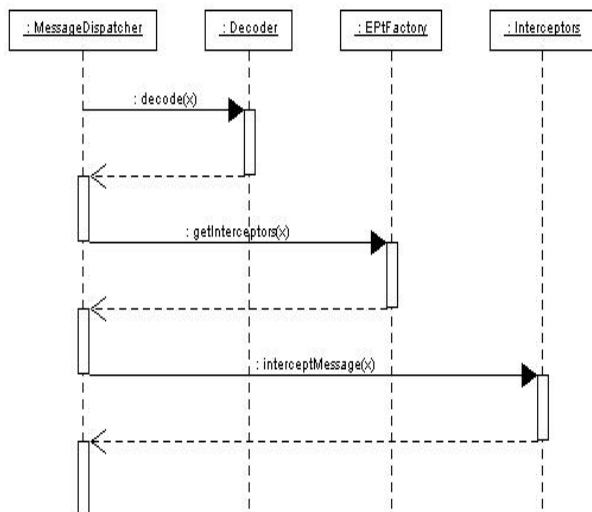 : MessageDispatcher
: Decoder
: EPtFactory
: Interceptors
: decode(x)
: getInterceptors(x)
: interceptMessage(x)